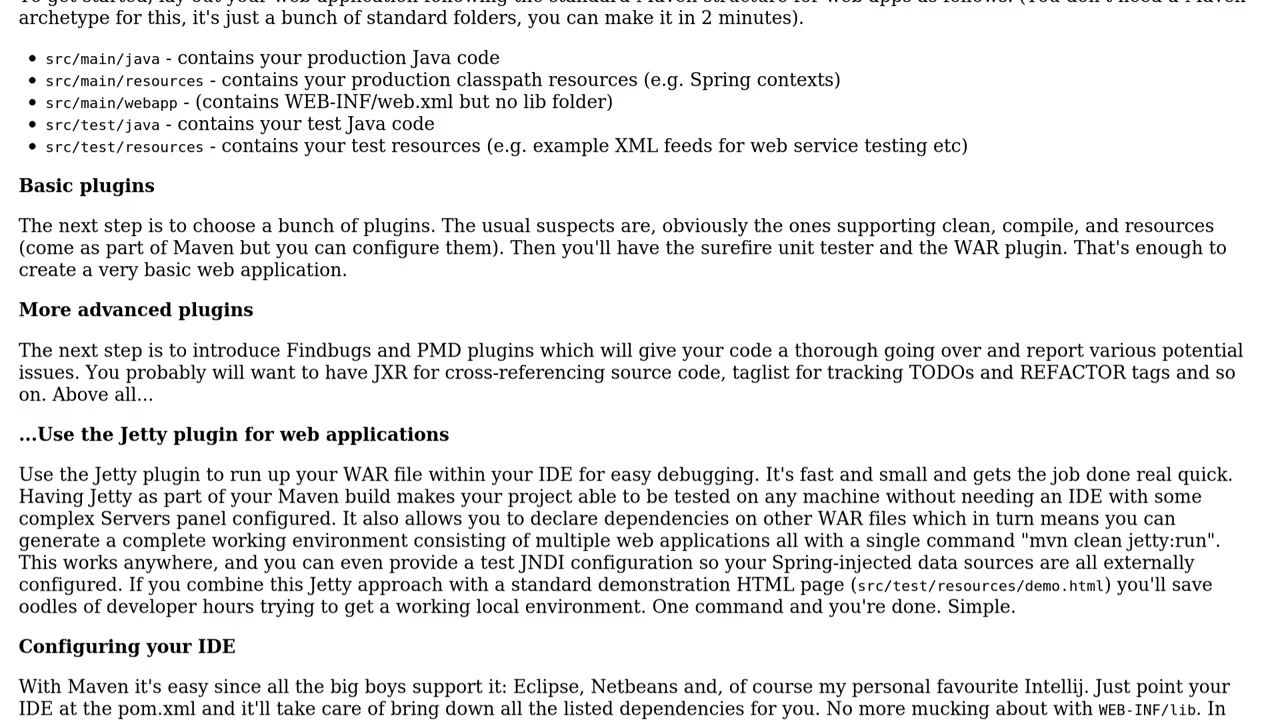 archetype for this, it's just a bunch of standard folders, you can make it in 2 minutes).
• src/main/java - contains your production Java code
• src/main/resources - contains your production classpath resources (e.g. Spring contexts)
• src/main/webapp - (contains WEB-INF/web.xml but no lib folder)
• src/test/java - contains your test Java code
• src/test/resources - contains your test resources (e.g. example XML feeds for web service testing etc)
Basic plugins
The next step is to choose a bunch of plugins. The usual suspects are, obviously the ones supporting clean, compile, and resources
(come as part of Maven but you can configure them). Then you'll have the surefire unit tester and the WAR plugin. That's enough to
create a very basic web application.
More advanced plugins
The next step is to introduce Findbugs and PMD plugins which will give your code a thorough going over and report various potential
issues. You probably will want to have JXR for cross-referencing source code, taglist for tracking TODOs and REFACTOR tags and so
on. Above all...
...Use the Jetty plugin for web applications
Use the Jetty plugin to run up your WAR file within your IDE for easy debugging. It's fast and small and gets the job done real quick.
Having Jetty as part of your Maven build makes your project able to be tested on any machine without needing an IDE with some
complex Servers panel configured. It also allows you to declare dependencies on other WAR files which in turn means you can
generate a complete working environment consisting of multiple web applications all with a single command "mvn clean jetty:run".
This works anywhere, and you can even provide a test JNDI configuration so your Spring-injected data sources are all externally
configured. If you combine this Jetty approach with a standard demonstration HTML page (src/test/resources/demo.html) you'll save
oodles of developer hours trying to get a working local environment. One command and you're done. Simple.
Configuring your IDE
With Maven it's easy since all the big boys support it: Eclipse, Netbeans and, of course my personal favourite Intellij. Just point your
IDE at the pom.xml and it'll take care of bring down all the listed dependencies for you. No more mucking about with WEB-INF/lib. In